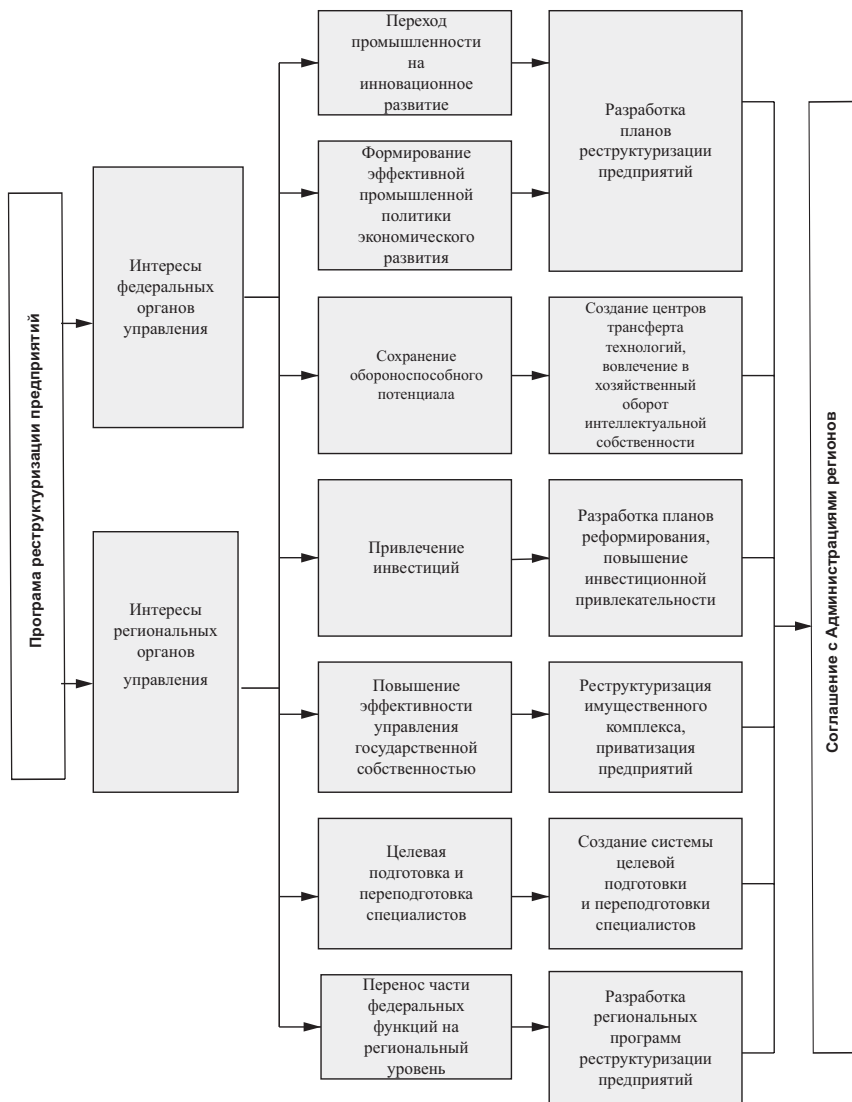 Програма реструктуризации предприятий
Интересы
федеральных
органов
управления
Интересы
региональных
органов
управления
Переход
промышленности
на
инновационное
развитие
Формирование
эффективной
промышленной
политики
экономического
развития
Сохранение
обороноспособного
потенциала
Привлечение
инвестиций
Повышение
эффективности
управления
государственной
собственностью
Целевая
подготовка и
переподготовка
специалистов
Перенос части
федеральных
функций на
региональный
уровень
Разработка
планов
реструктуризации
предприятий
Создание центров
трансферта
технологий,
вовлечение в
хозяйственный
оборот
интеллектуальной
собственности
Разработка планов
реформирования,
повышение
инвестиционной
привлекательности
Реструктуризация
имущественного
комплекса,
приватизация
предприятий
Создание системы
целевой
подготовки
и переподготовки
специалистов
Разработка
региональных
программ
реструктуризации
предприятий
Соглашение с Администрациями регионов